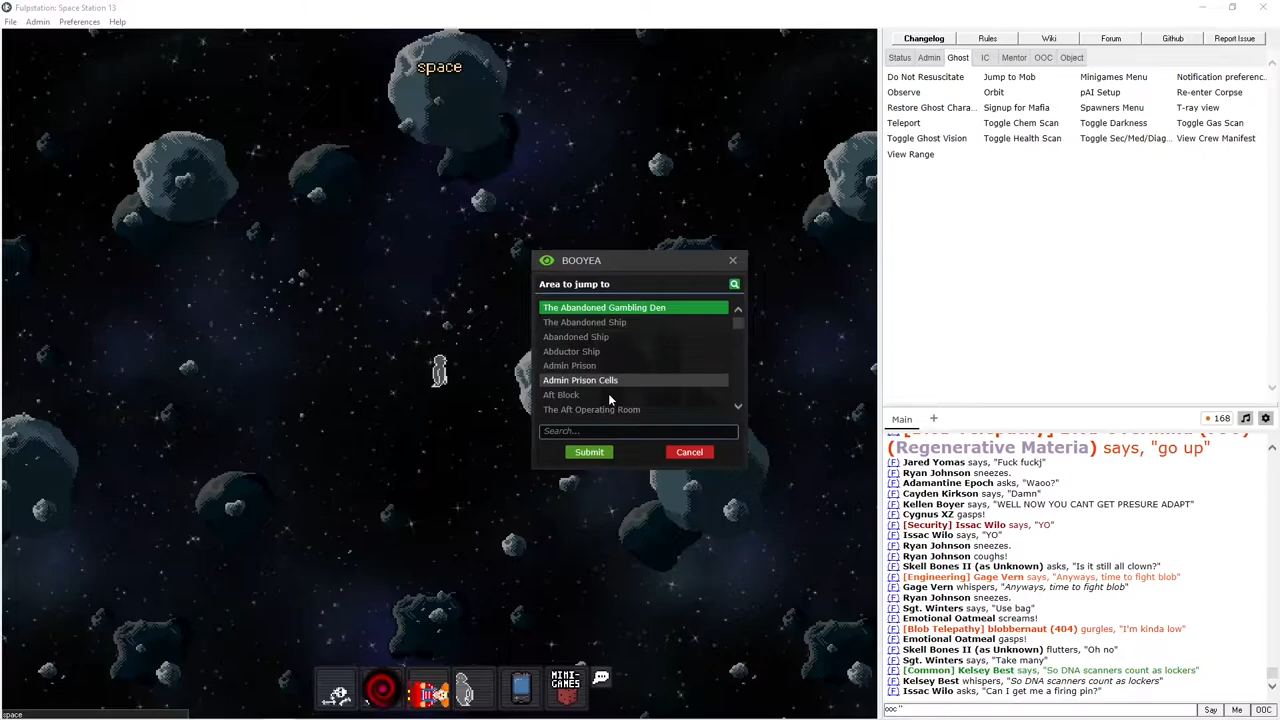 Fulpstation: Space Station 13
File Admin Preferences Help
space
BOOYEA
Area to jump to
The Abandoned Gambling Den
The Abandoned Ship
Abandoned Ship
Abductor Ship
Admin Prison
Admin Prison Cells
Aft Block
The Aft Operating Room
Search...
Submit Cancel
MINI-
GAMES
space
Changelog Rules Wiki Forum Github Report Issue
Status Admin Ghost IC Mentor OOC Object
Do Not Resuscitate Jump to Mob Minigames Menu Notification preferenc...
Observe Orbit pAI Setup Re-enter Corpse
Restore Ghost Chara... Signup for Mafia Spawners Menu T-ray view
Teleport Toggle Chem Scan Toggle Darkness Toggle Gas Scan
Toggle Ghost Vision Toggle Health Scan Toggle Sec/Med/Diag... View Crew Manifest
View Range
Main + 168
(Regenerative Materia) says, "go up"
(F) Jared Yomas says, "Fuck fuckj"
(F) Ryan Johnson sneezes.
(F) Adamantine Epoch asks, "Waoo?"
(F) Cayden Kirkson says, "Damn"
(F) Kellen Boyer says, "WELL NOW YOU CANT GET PRESURE ADAPT"
(F) Cygnus XZ gasps!
(F) [Security] Issac Wilo says, "YO"
(F) Issac Wilo says, "YO"
(F) Ryan Johnson sneezes.
(F) Ryan Johnson coughs!
(F) Skell Bones II (as Unknown) asks, "Is it still all clown?"
(F) [Engineering] Gage Vern says, "Anyways, time to fight blob"
(F) Gage Vern whispers, "Anyways, time to fight blob"
(F) Ryan Johnson sneezes.
(F) Sgt. Winters says, "Use bag"
(F) Emotional Oatmeal screams!
(F) [Blob Telepathy] blobbernaut (404) gurgles, "I'm kinda low"
(F) Emotional Oatmeal gasps!
(F) Skell Bones II (as Unknown) flutters, "Oh no"
(F) Sgt. Winters says, "Take many"
(F) [Common] Kelsey Best says, "So DNA scanners count as lockers"
(F) Kelsey Best whispers, "So DNA scanners count as lockers"
(F) Issac Wilo asks, "Can I get me a firing pin?"
ooc " Say Me OOC